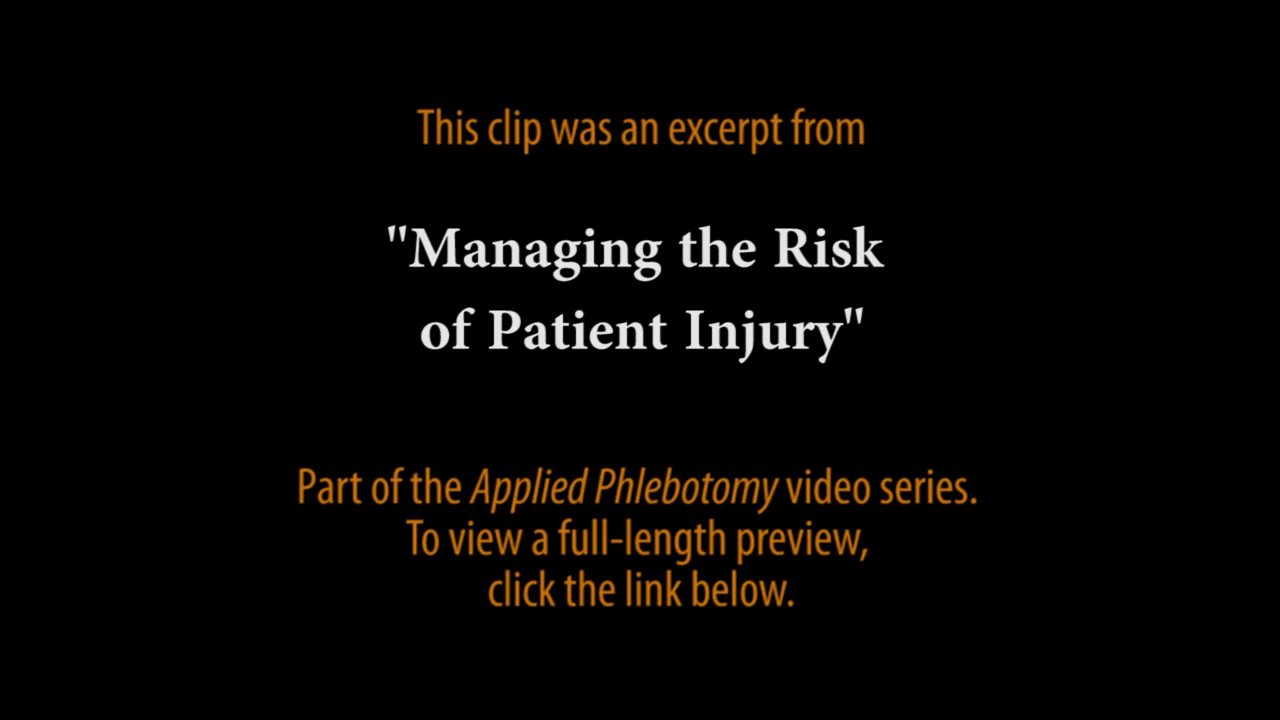 This clip was an excerpt from
"Managing the Risk
of Patient Injury"
Part of the Applied Phlebotomy video series.
To view a full-length preview,
click the link below.